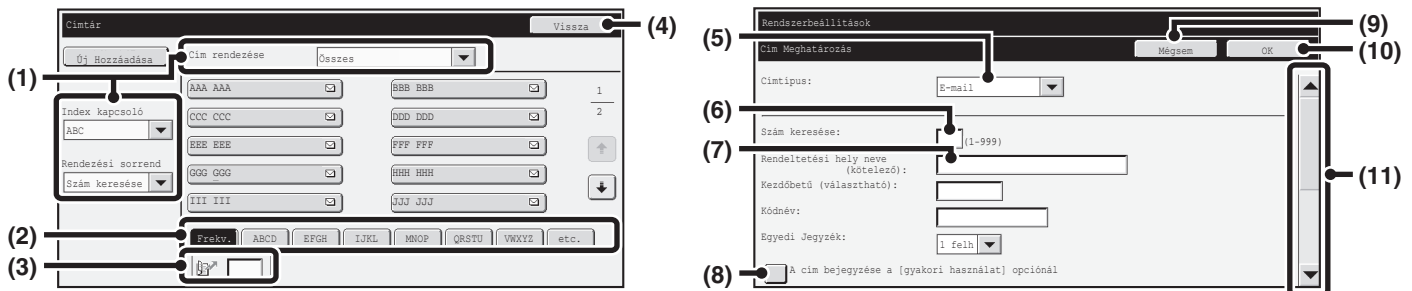 Címtár
Vissza
(4)
Új Hozzáadása
Cím rendezése
Összes
(1)
AAA AAA
BBB BBB
1
2
Index kapcsoló
ABC
CCC CCC
DDD DDD
EEE EEE
FFF FFF
Rendezési sorrend
Szám keresése
GGG GGG
HHH HHH
III III
JJJ JJJ
(2)
Frekv.
ABCD
EFGH
IJKL
MNOP
QRSTU
VWXYZ
etc.
(3)
Rendszerbeállítások
(9)
(5)
Cím Meghatározás
Mégsem
OK
(10)
Címtípus:
E-mail
(6)
Szám keresése:
(1-999)
(7)
Rendeltetési hely neve
(kötelező):
(11)
Kezdőbetű (választható):
Kódnév:
Egyedi Jegyzék:
1 felh
(8)
A cím bejegyzése a [gyakori használat] opciónál